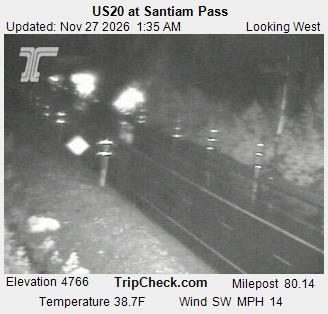 US20 at Santiam Pass
Updated: Nov 27 2026 1:35 AM Looking West
Elevation 4766 TripCheck.com Milepost 80.14
Temperature 38.7F Wind SW MPH 14